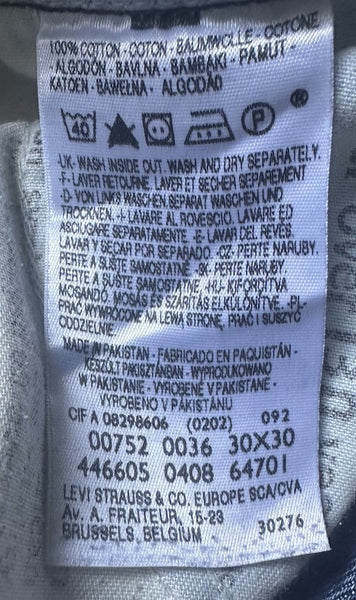 100% COTTON - COTON - BAUMWOLLE - COTONE
- ALGODÓN - BAVLNA - BAMBAKI - PAMUT -
KATOEN - BAWEŁNA - ALGODÃO
40 P ®
-UK- WASH INSIDE OUT. WASH AND DRY SEPARATELY.
-F- LAVER RETOURNE. LAVER ET SECHER SEPAREMENT
-D- VON LINKS WASCHEN SEPARAT WASCHEN UND
TROCKNEN. -I- LAVARE AL ROVESCIO. LAVARE ED
ASCIUGARE SEPARATAMENTE. -E- LAVAR DEL REVÉS.
LAVAR Y SECAR POR SEPARADO. -CZ- PERTE NARUBY.
PERTE A SUŠTE SAMOSTATNE. -SK- PERTE NARUBY.
PERTE A SUŠTE SAMOSTATNE. -HU- KIFORDÍTVA
MOSANDÓ. MOSÁS ÉS SZÁRÍTÁS ELKÜLÖNÍTVE. -PL-
PRAĆ WYWRÓCONE NA LEWĄ STRONĘ, PRAĆ I SUSZYĆ
ODDZIELNIE.
MADE IN PAKISTAN - FABRICADO EN PAQUISTÁN -
KÉSZÜLT PAKISZTÁNBAN - WYPRODUKOWANO
W PAKISTANIE - VYROBENÉ V PAKISTANE -
VYROBENO V PAKISTÁNU
CIF A 08298606 (0202) 092
00752 0036 30X30
446605 0408 64701
LEVI STRAUSS & CO. EUROPE SCA/CVA
Av. A. FRAITEUR, 15-23
BRUSSELS, BELGIUM 30276